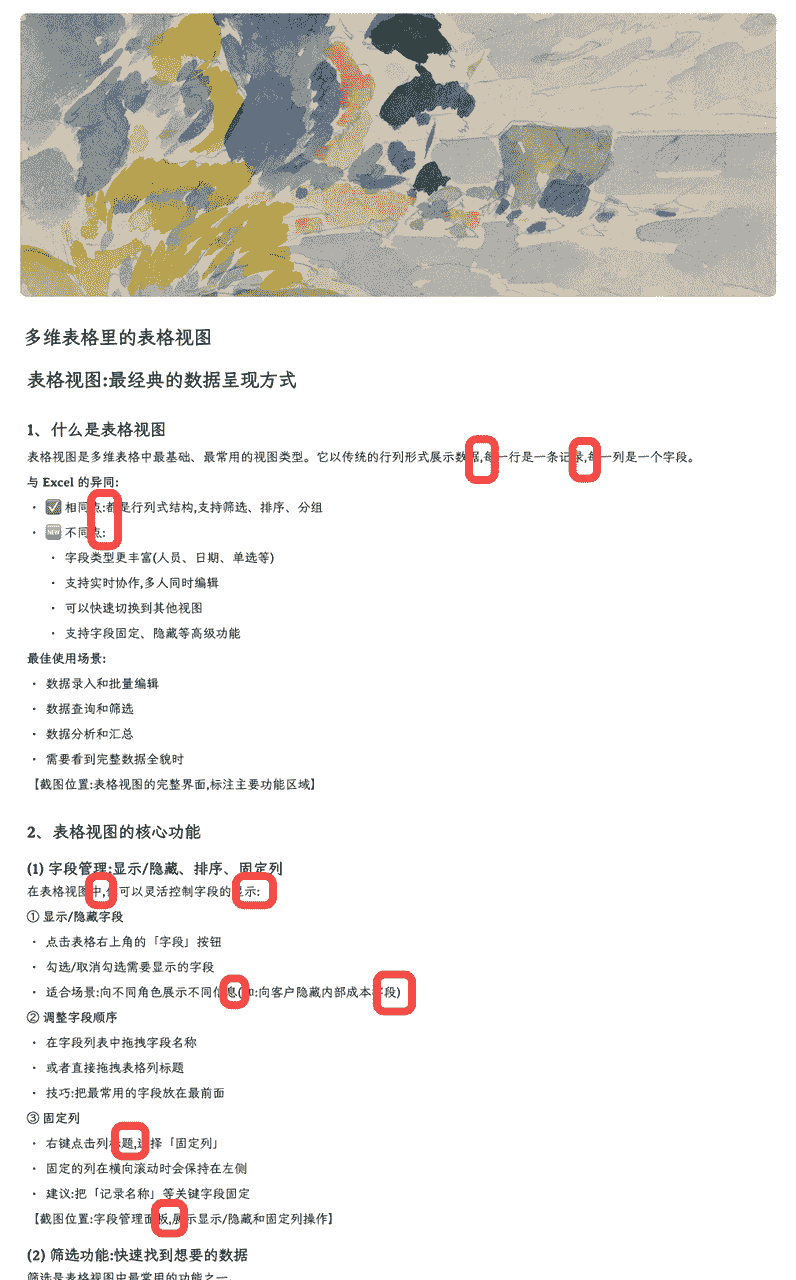 多维表格里的表格视图
表格视图:最经典的数据呈现方式
1、什么是表格视图
表格视图是多维表格中最基础、最常用的视图类型。它以传统的行列形式展示数据,每一行是一条记录,每一列是一个字段。
与 Excel 的异同:
• 相同点:都是行列式结构,支持筛选、排序、分组
• NEW 不同点:
• 字段类型更丰富(人员、日期、单选等)
• 支持实时协作,多人同时编辑
• 可以快速切换到其他视图
• 支持字段固定、隐藏等高级功能
最佳使用场景:
• 数据录入和批量编辑
• 数据查询和筛选
• 数据分析和汇总
• 需要看到完整数据全貌时
【截图位置:表格视图的完整界面,标注主要功能区域】
2、表格视图的核心功能
(1) 字段管理:显示/隐藏、排序、固定列
在表格视图中,你可以灵活控制字段的显示:
① 显示/隐藏字段
• 点击表格右上角的「字段」按钮
• 勾选/取消勾选需要显示的字段
• 适合场景:向不同角色展示不同信息(如:向客户隐藏内部成本字段)
② 调整字段顺序
• 在字段列表中拖拽字段名称
• 或者直接拖拽表格列标题
• 技巧:把最常用的字段放在最前面
③ 固定列
• 右键点击列标题,选择「固定列」
• 固定的列在横向滚动时会保持在左侧
• 建议:把「记录名称」等关键字段固定
【截图位置:字段管理面板,展示显示/隐藏和固定列操作】
(2) 筛选功能:快速找到想要的数据
筛选是表格视图中最常用的功能之一。